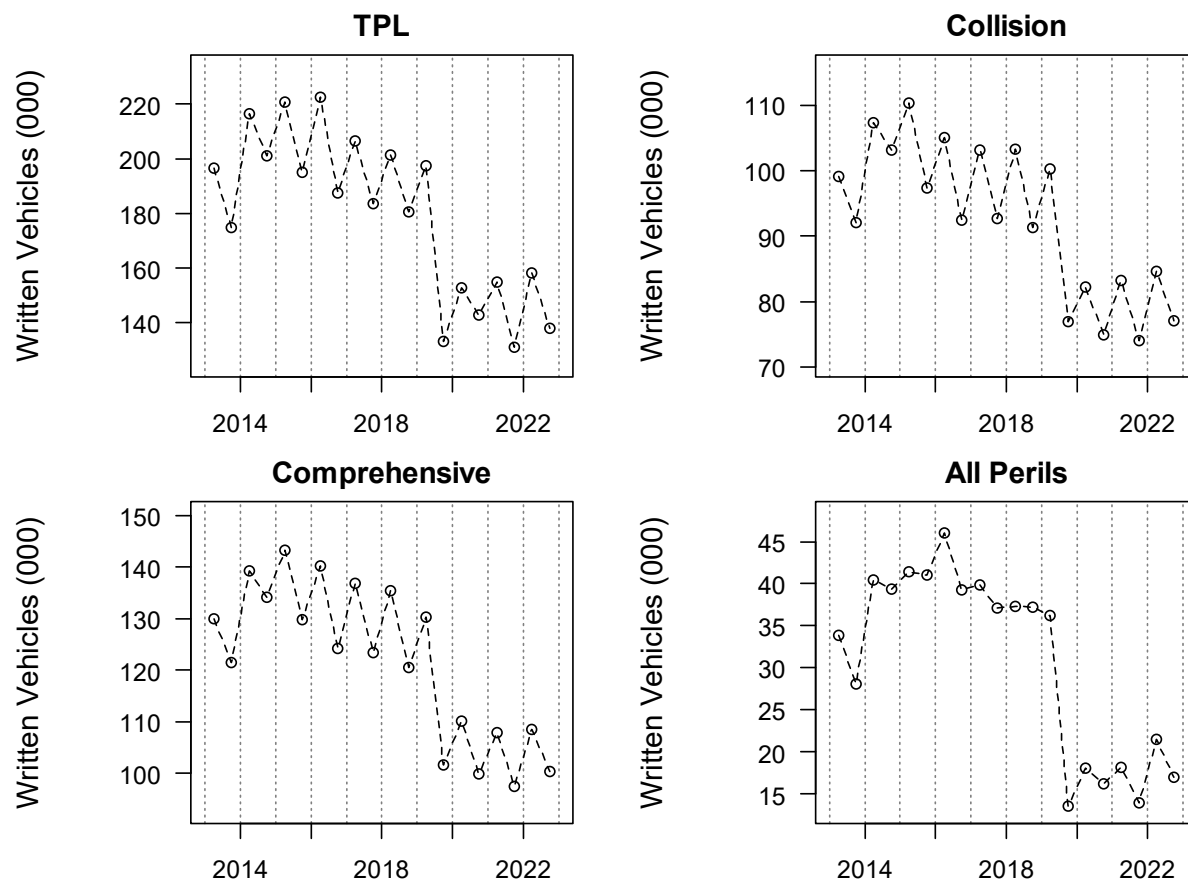 TPL
Written Vehicles (000)
220
200
180
160
140
2014 2018 2022
Collision
Written Vehicles (000)
110
100
90
80
70
2014 2018 2022
Comprehensive
Written Vehicles (000)
150
140
130
120
110
100
2014 2018 2022
All Perils
Written Vehicles (000)
45
40
35
30
25
20
15
2014 2018 2022